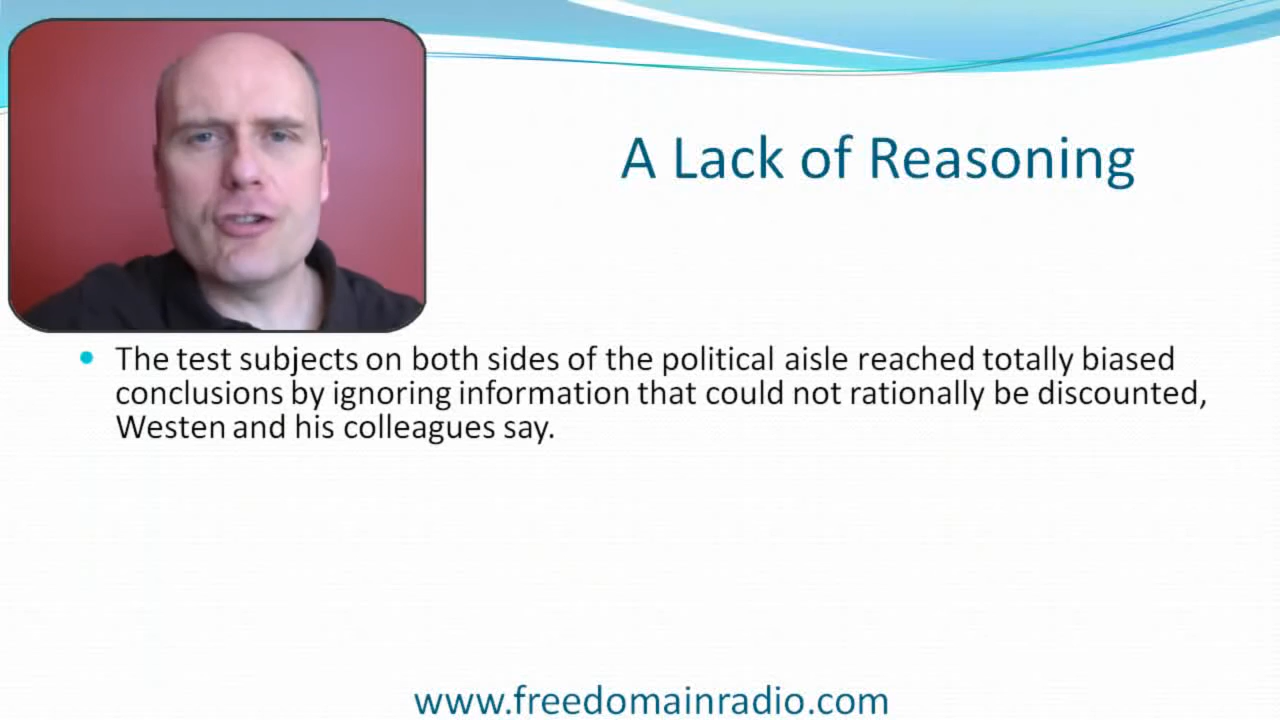 A Lack of Reasoning
The test subjects on both sides of the political aisle reached totally biased
conclusions by ignoring information that could not rationally be discounted,
Westen and his colleagues say.
www.freedomainradio.com